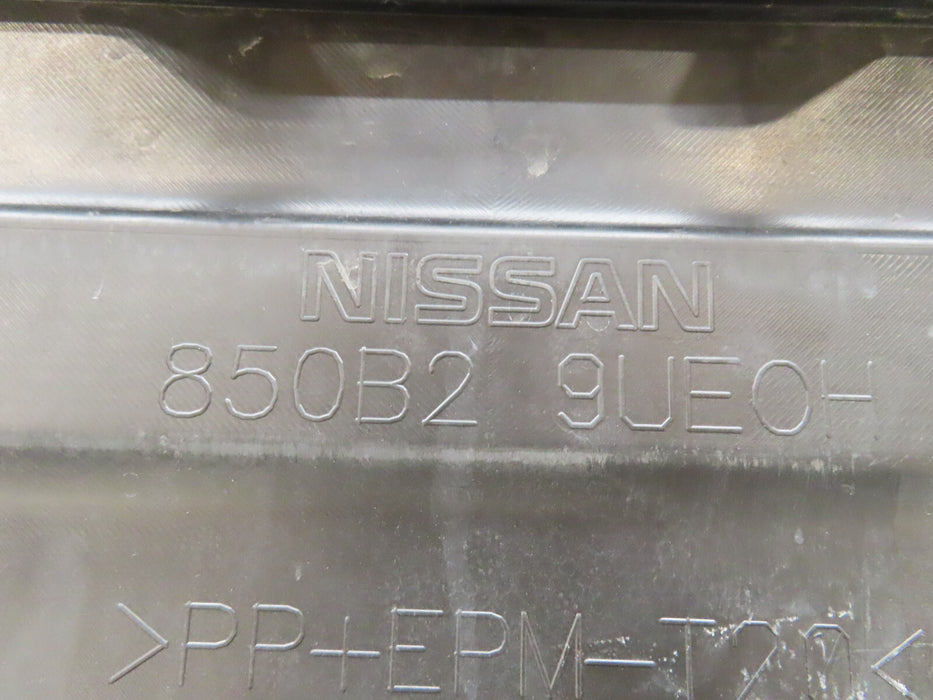 NISSAN
850B2 9UE0H
>PP+EPM-T20<